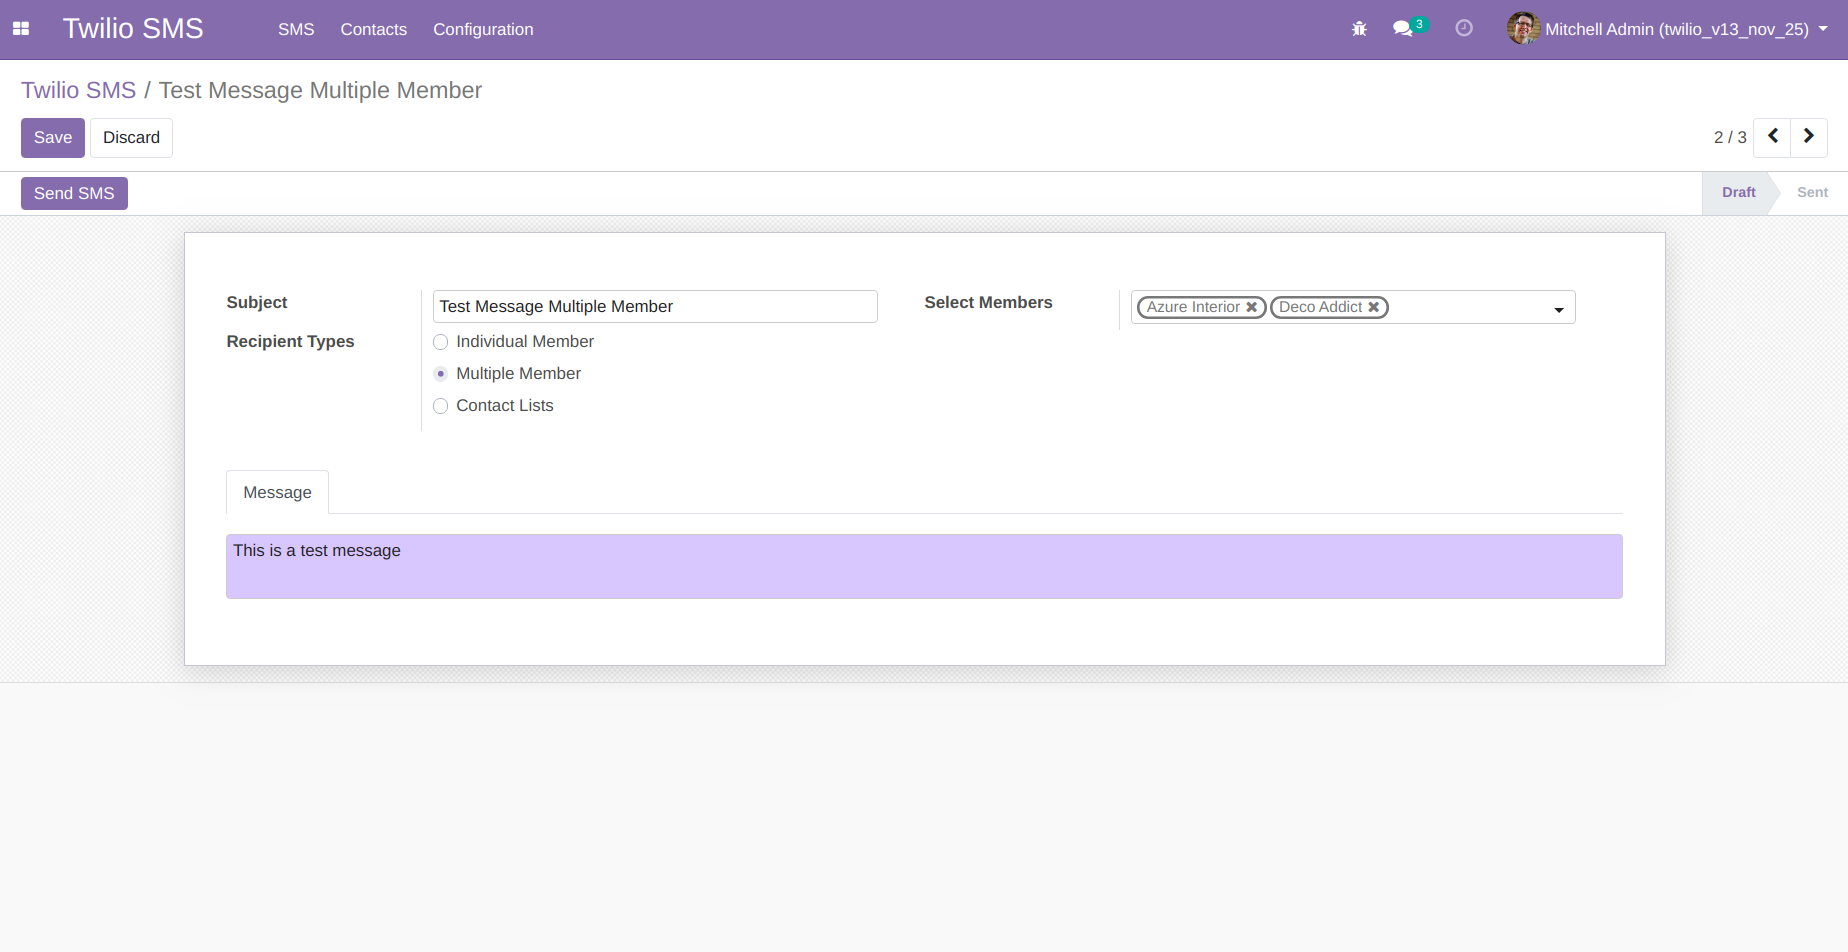 Twilio SMS SMS Contacts Configuration 3 Mitchell Admin (twilio_v13_nov_25)
Twilio SMS / Test Message Multiple Member
Save Discard 2 / 3
Send SMS Draft Sent
Subject Test Message Multiple Member Select Members Azure Interior Deco Addict
Recipient Types Individual Member
Multiple Member
Contact Lists
Message
This is a test message